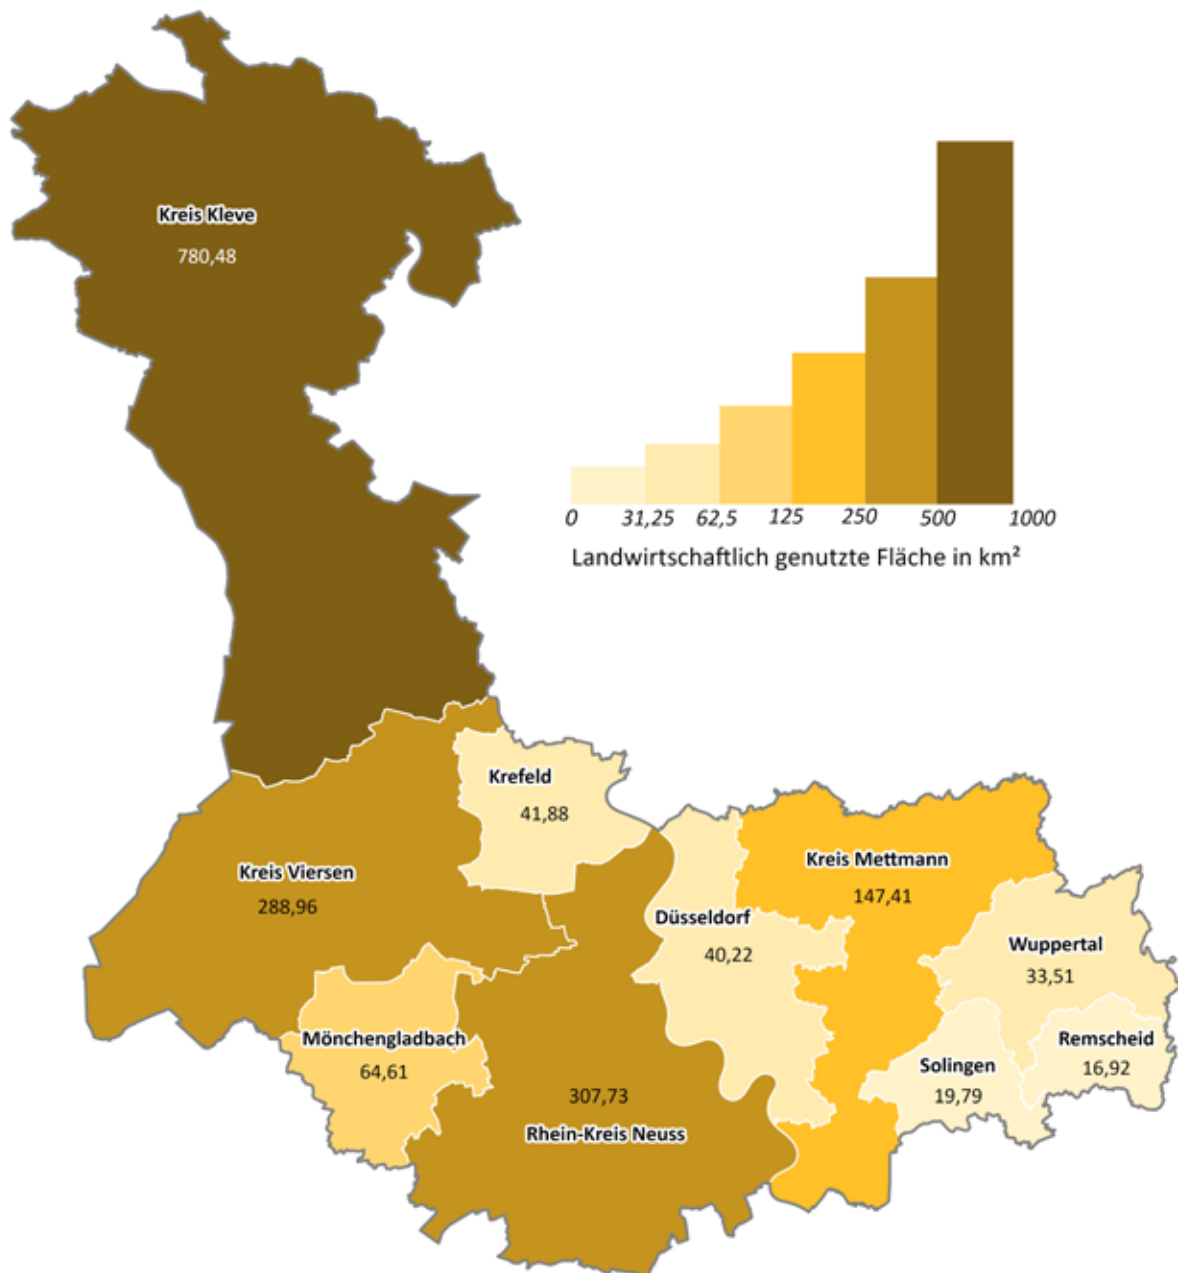 Kreis Kleve
780,48
0 31,25 62,5 125 250 500 1000
Landwirtschaftlich genutzte Fläche in km²
Krefeld
41,88
Kreis Viersen
288,96
Kreis Mettmann
147,41
Düsseldorf
40,22
Wuppertal
33,51
Mönchengladbach
64,61
Solingen
19,79
Remscheid
16,92
307,73
Rhein-Kreis Neuss